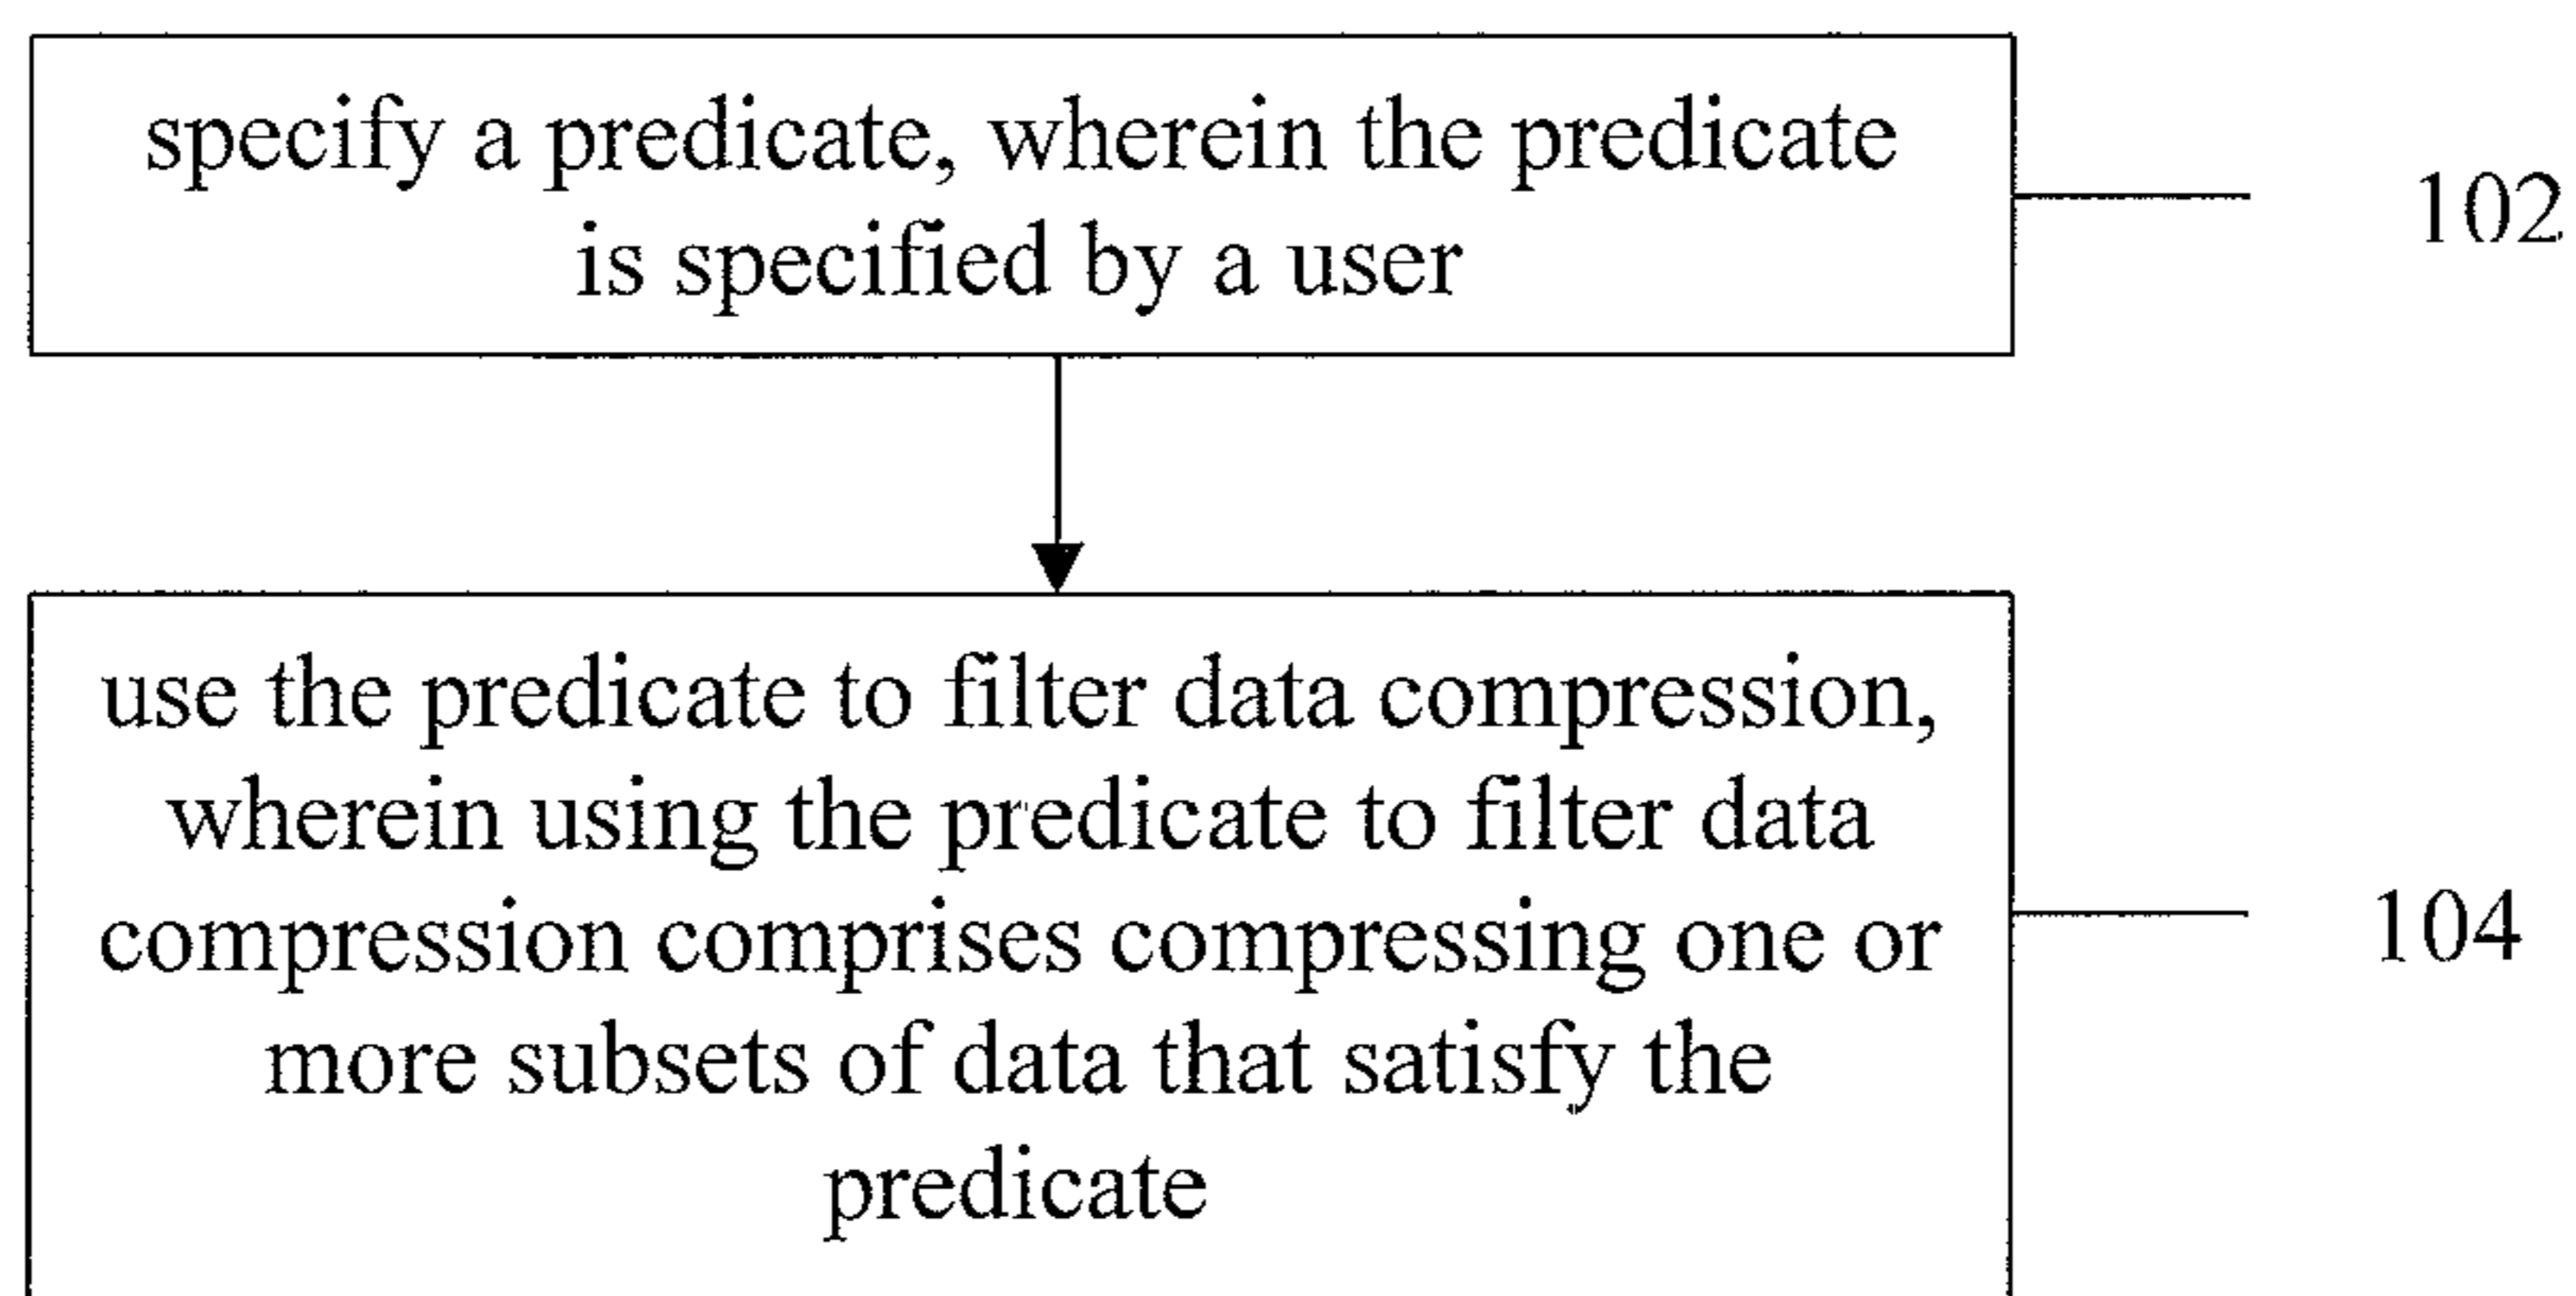 specify a predicate, wherein the predicate
is specified by a user
102
use the predicate to filter data compression,
wherein using the predicate to filter data
compression comprises compressing one or
more subsets of data that satisfy the
predicate
104